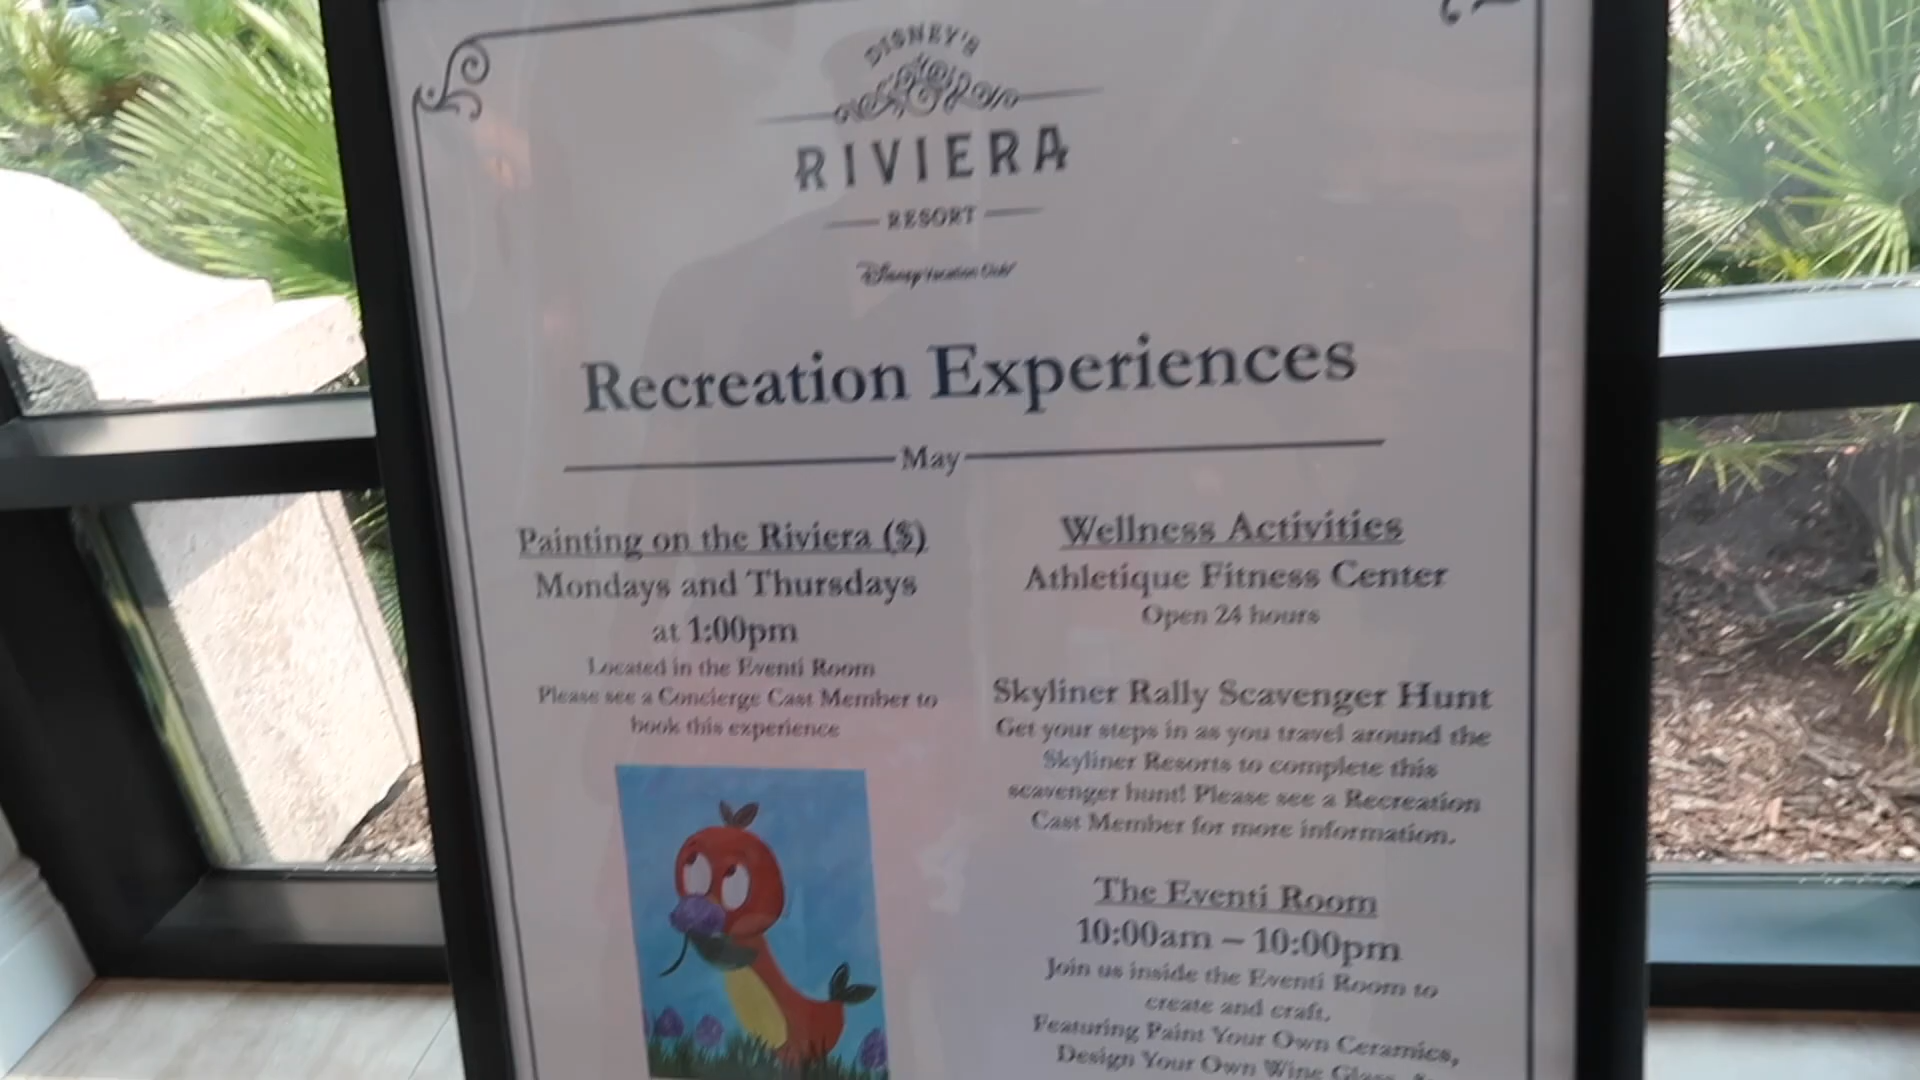 DISNEY'S
RIVIERA
RESORT
Disney Vacation Club
Recreation Experiences
May
Painting on the Riviera ($)
Mondays and Thursdays
at 1:00pm
Located in the Eventi Room
Please see a Concierge Cast Member to
book this experience
Wellness Activities
Athletique Fitness Center
Open 24 hours
Skyliner Rally Scavenger Hunt
Get your steps in as you travel around the
Skyliner Resorts to complete this
scavenger hunt! Please see a Recreation
Cast Member for more information.
The Eventi Room
10:00am – 10:00pm
Join us inside the Eventi Room to
create and craft.
Featuring Paint Your Own Ceramics,
Design Your Own Wine Glass, &